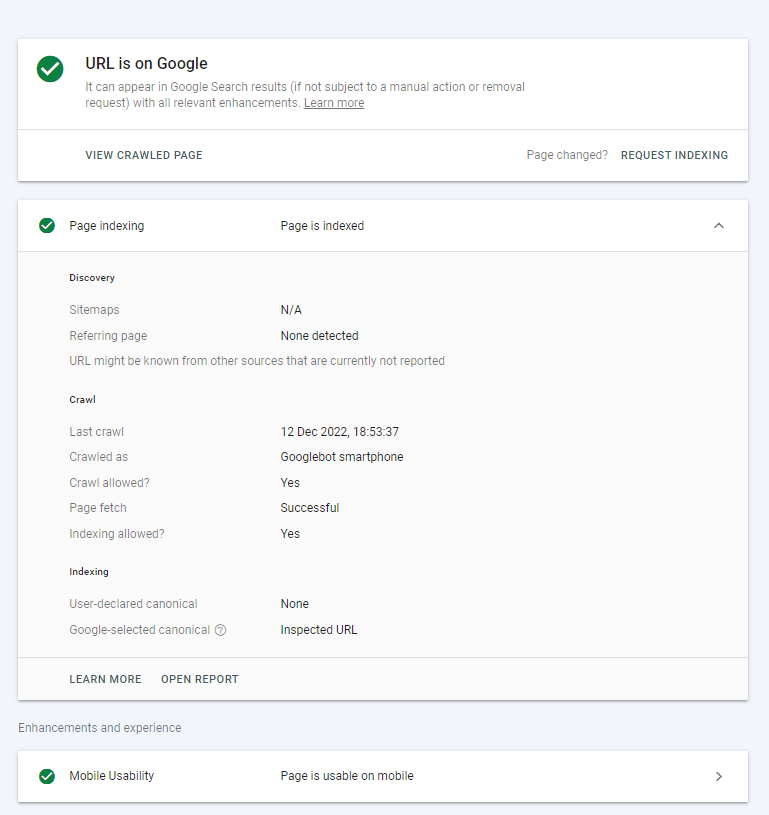 URL is on Google
It can appear in Google Search results (if not subject to a manual action or removal
request) with all relevant enhancements. Learn more
VIEW CRAWLED PAGE
Page changed? REQUEST INDEXING
Page indexing Page is indexed
Discovery
Sitemaps N/A
Referring page None detected
URL might be known from other sources that are currently not reported
Crawl
Last crawl 12 Dec 2022, 18:53:37
Crawled as Googlebot smartphone
Crawl allowed? Yes
Page fetch Successful
Indexing allowed? Yes
Indexing
User-declared canonical None
Google-selected canonical ? Inspected URL
LEARN MORE OPEN REPORT
Enhancements and experience
Mobile Usability Page is usable on mobile